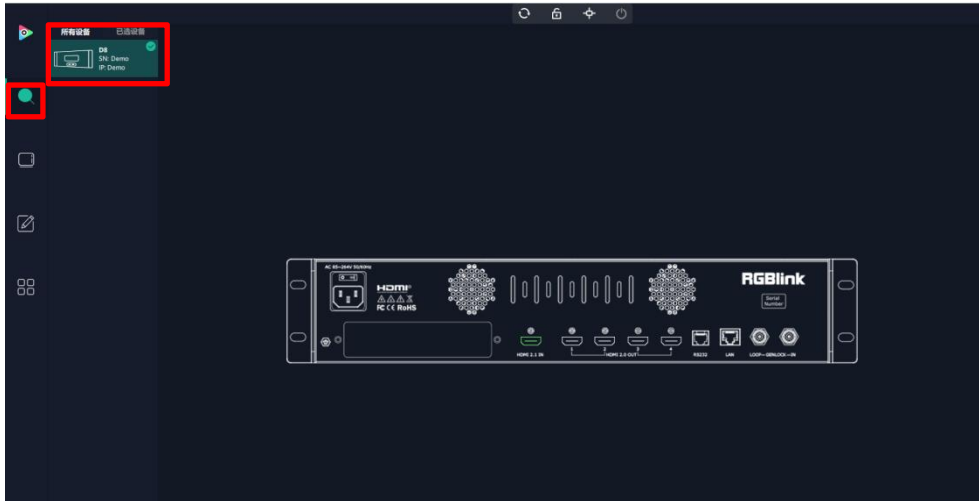 所有设备 已选设备
D8
SN: Demo
IP: Demo
AC 85~264V 50/60Hz
HDMI
FC CE RoHS
RGBlink
Serial
Number
HDMI 2.1 IN
1 2 3 4
HDMI 2.0 OUT
RS232
LAN
LOOP—GENLOCK—IN